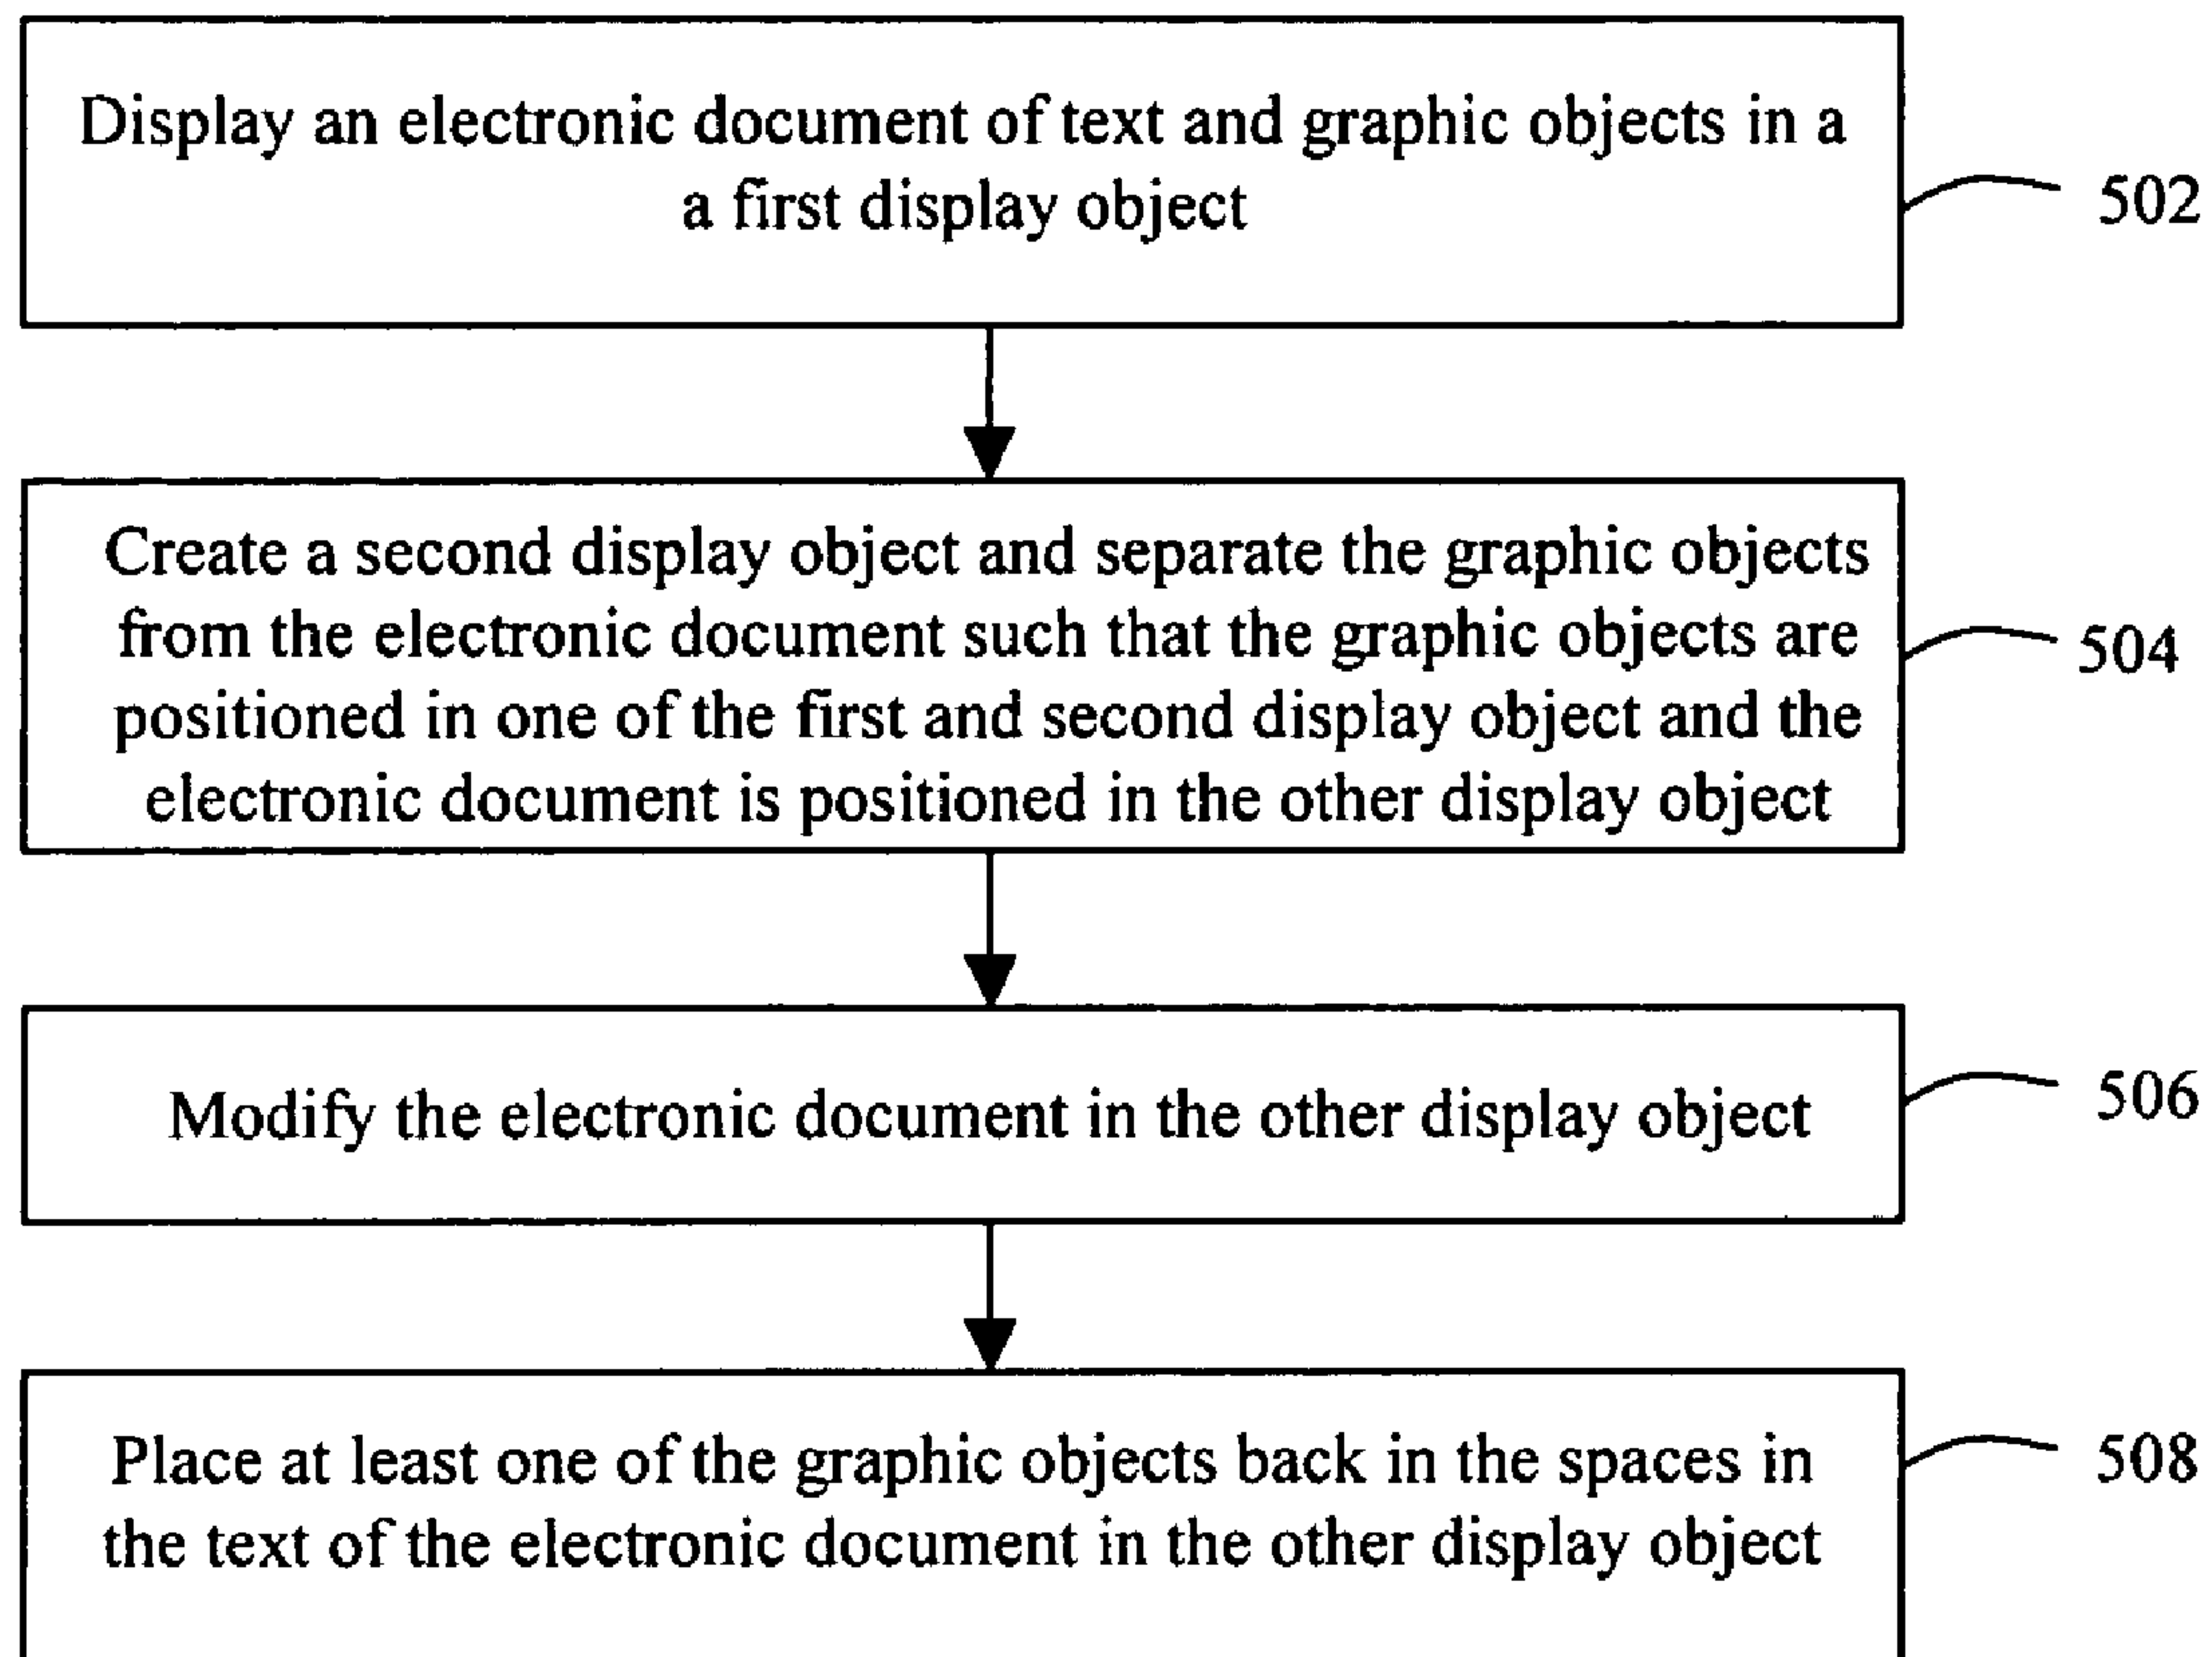 Display an electronic document of text and graphic objects in a
a first display object
502
Create a second display object and separate the graphic objects
from the electronic document such that the graphic objects are
positioned in one of the first and second display object and the
electronic document is positioned in the other display object
504
Modify the electronic document in the other display object
506
Place at least one of the graphic objects back in the spaces in
the text of the electronic document in the other display object
508